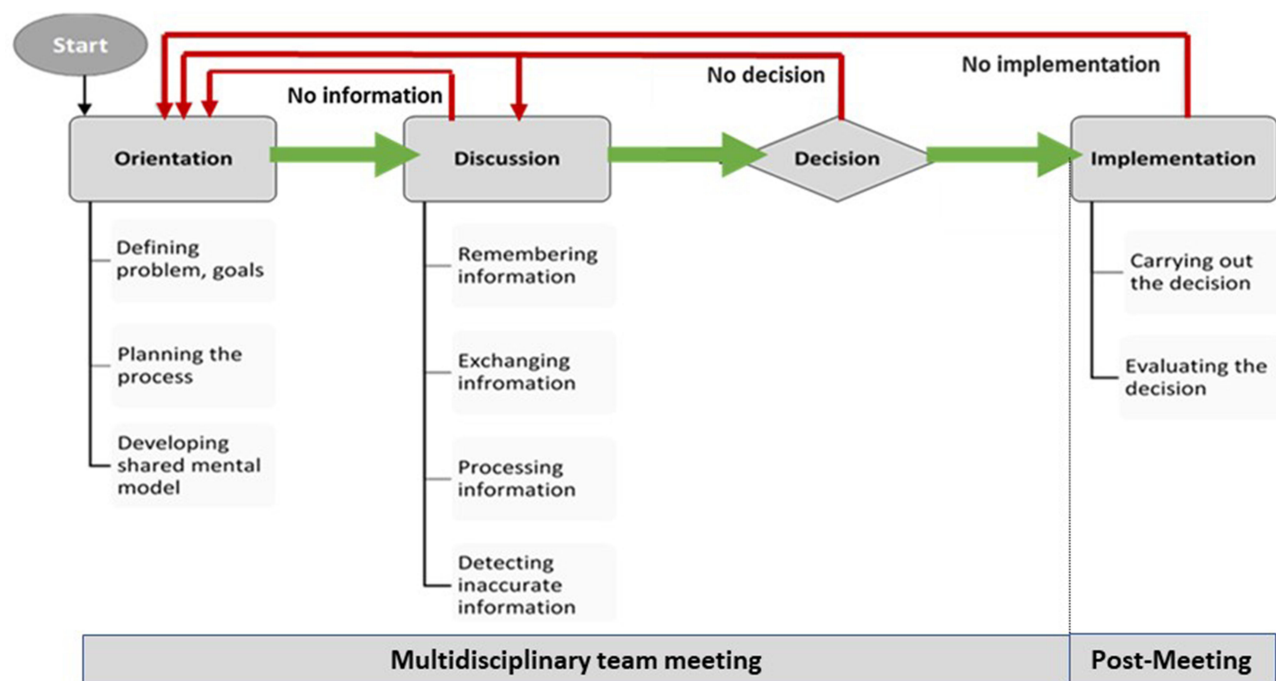 Start
No information
No decision
No implementation
Orientation
Discussion
Decision
Implementation
Defining
problem, goals
Planning the
process
Developing
shared mental
model
Remembering
information
Exchanging
infromation
Processing
information
Detecting
inaccurate
information
Carrying out
the decision
Evaluating the
decision
Multidisciplinary team meeting
Post-Meeting